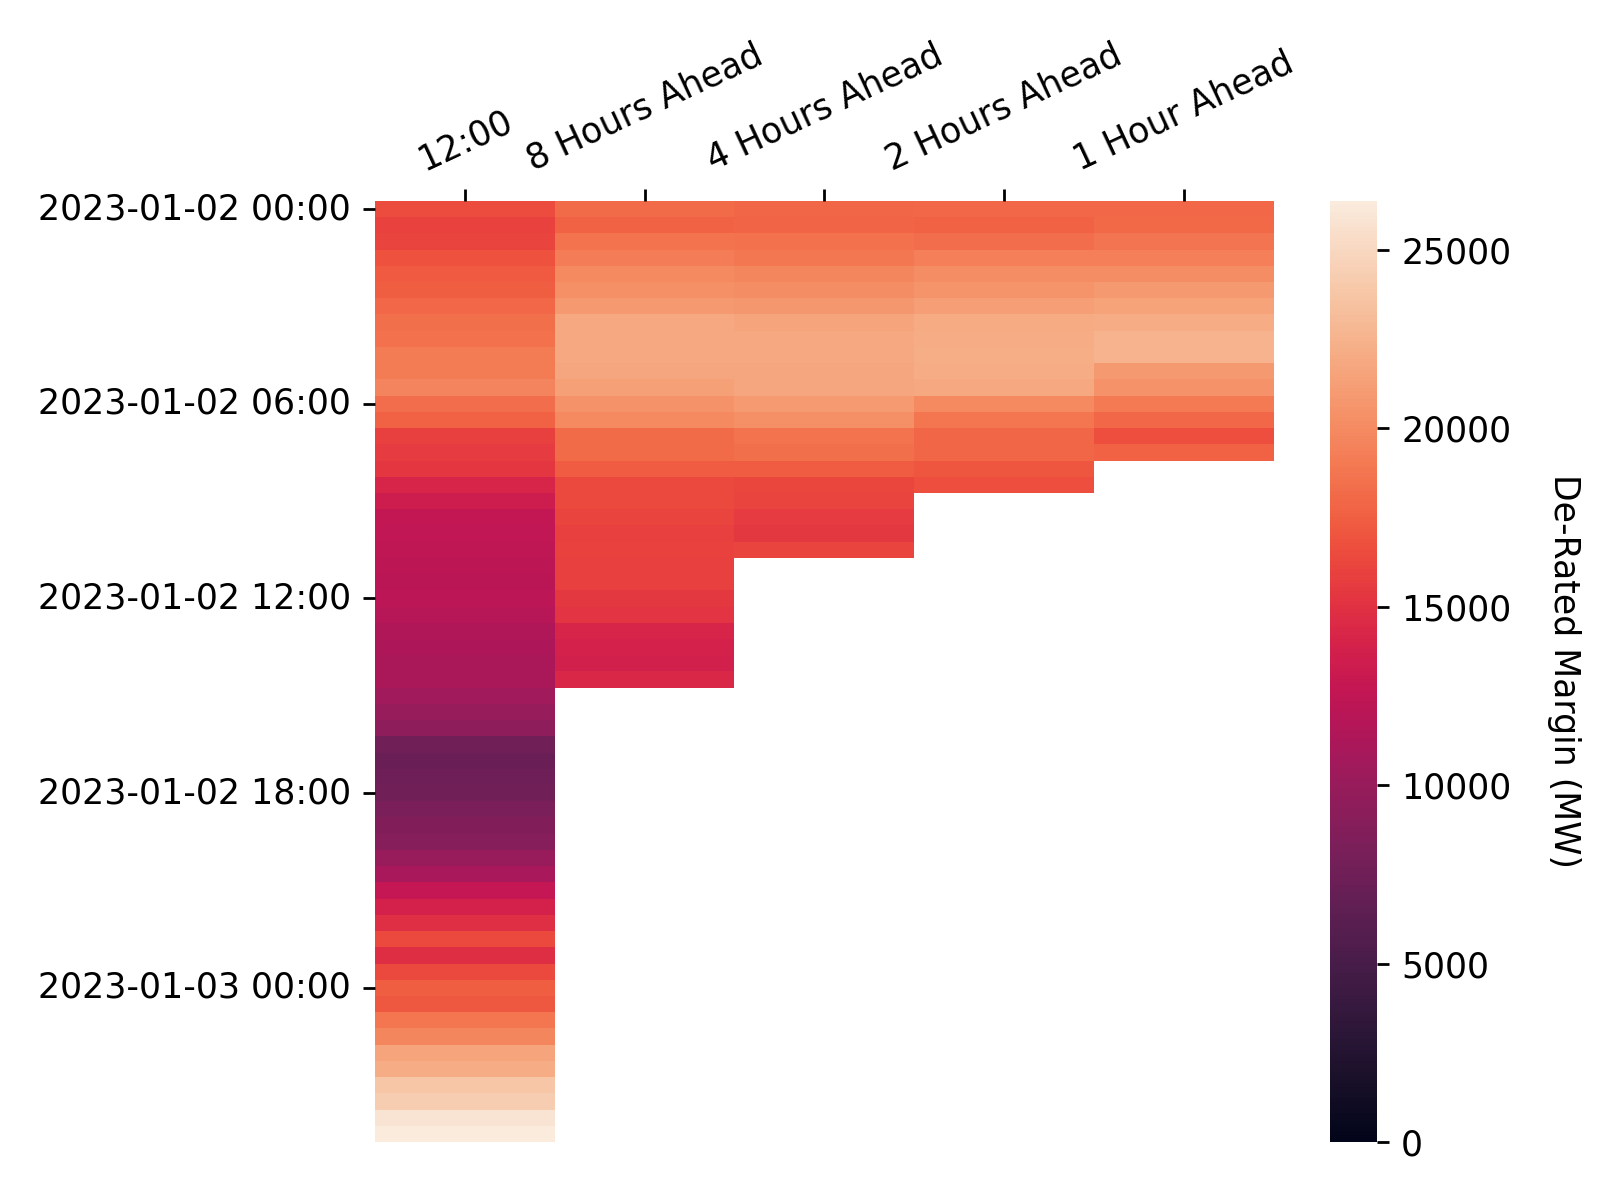 12:00
8 Hours Ahead
4 Hours Ahead
2 Hours Ahead
1 Hour Ahead
2023-01-02 00:00
2023-01-02 06:00
2023-01-02 12:00
2023-01-02 18:00
2023-01-03 00:00
25000
20000
15000
10000
5000
0
De-Rated Margin (MW)